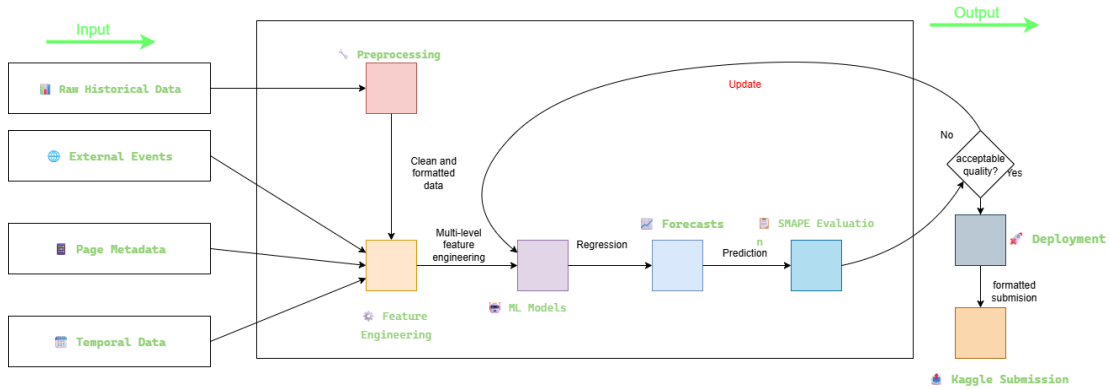 Input
Output
Preprocessing
Raw Historical Data
Update
External Events
No
acceptable
quality?
Yes
Clean and
formatted
data
Page Metadata
Multi-level
feature
engineering
Regression
Forecasts
SMAPE Evaluatio
n
Prediction
Deployment
formatted
submision
ML Models
Feature
Engineering
Temporal Data
Kaggle Submission